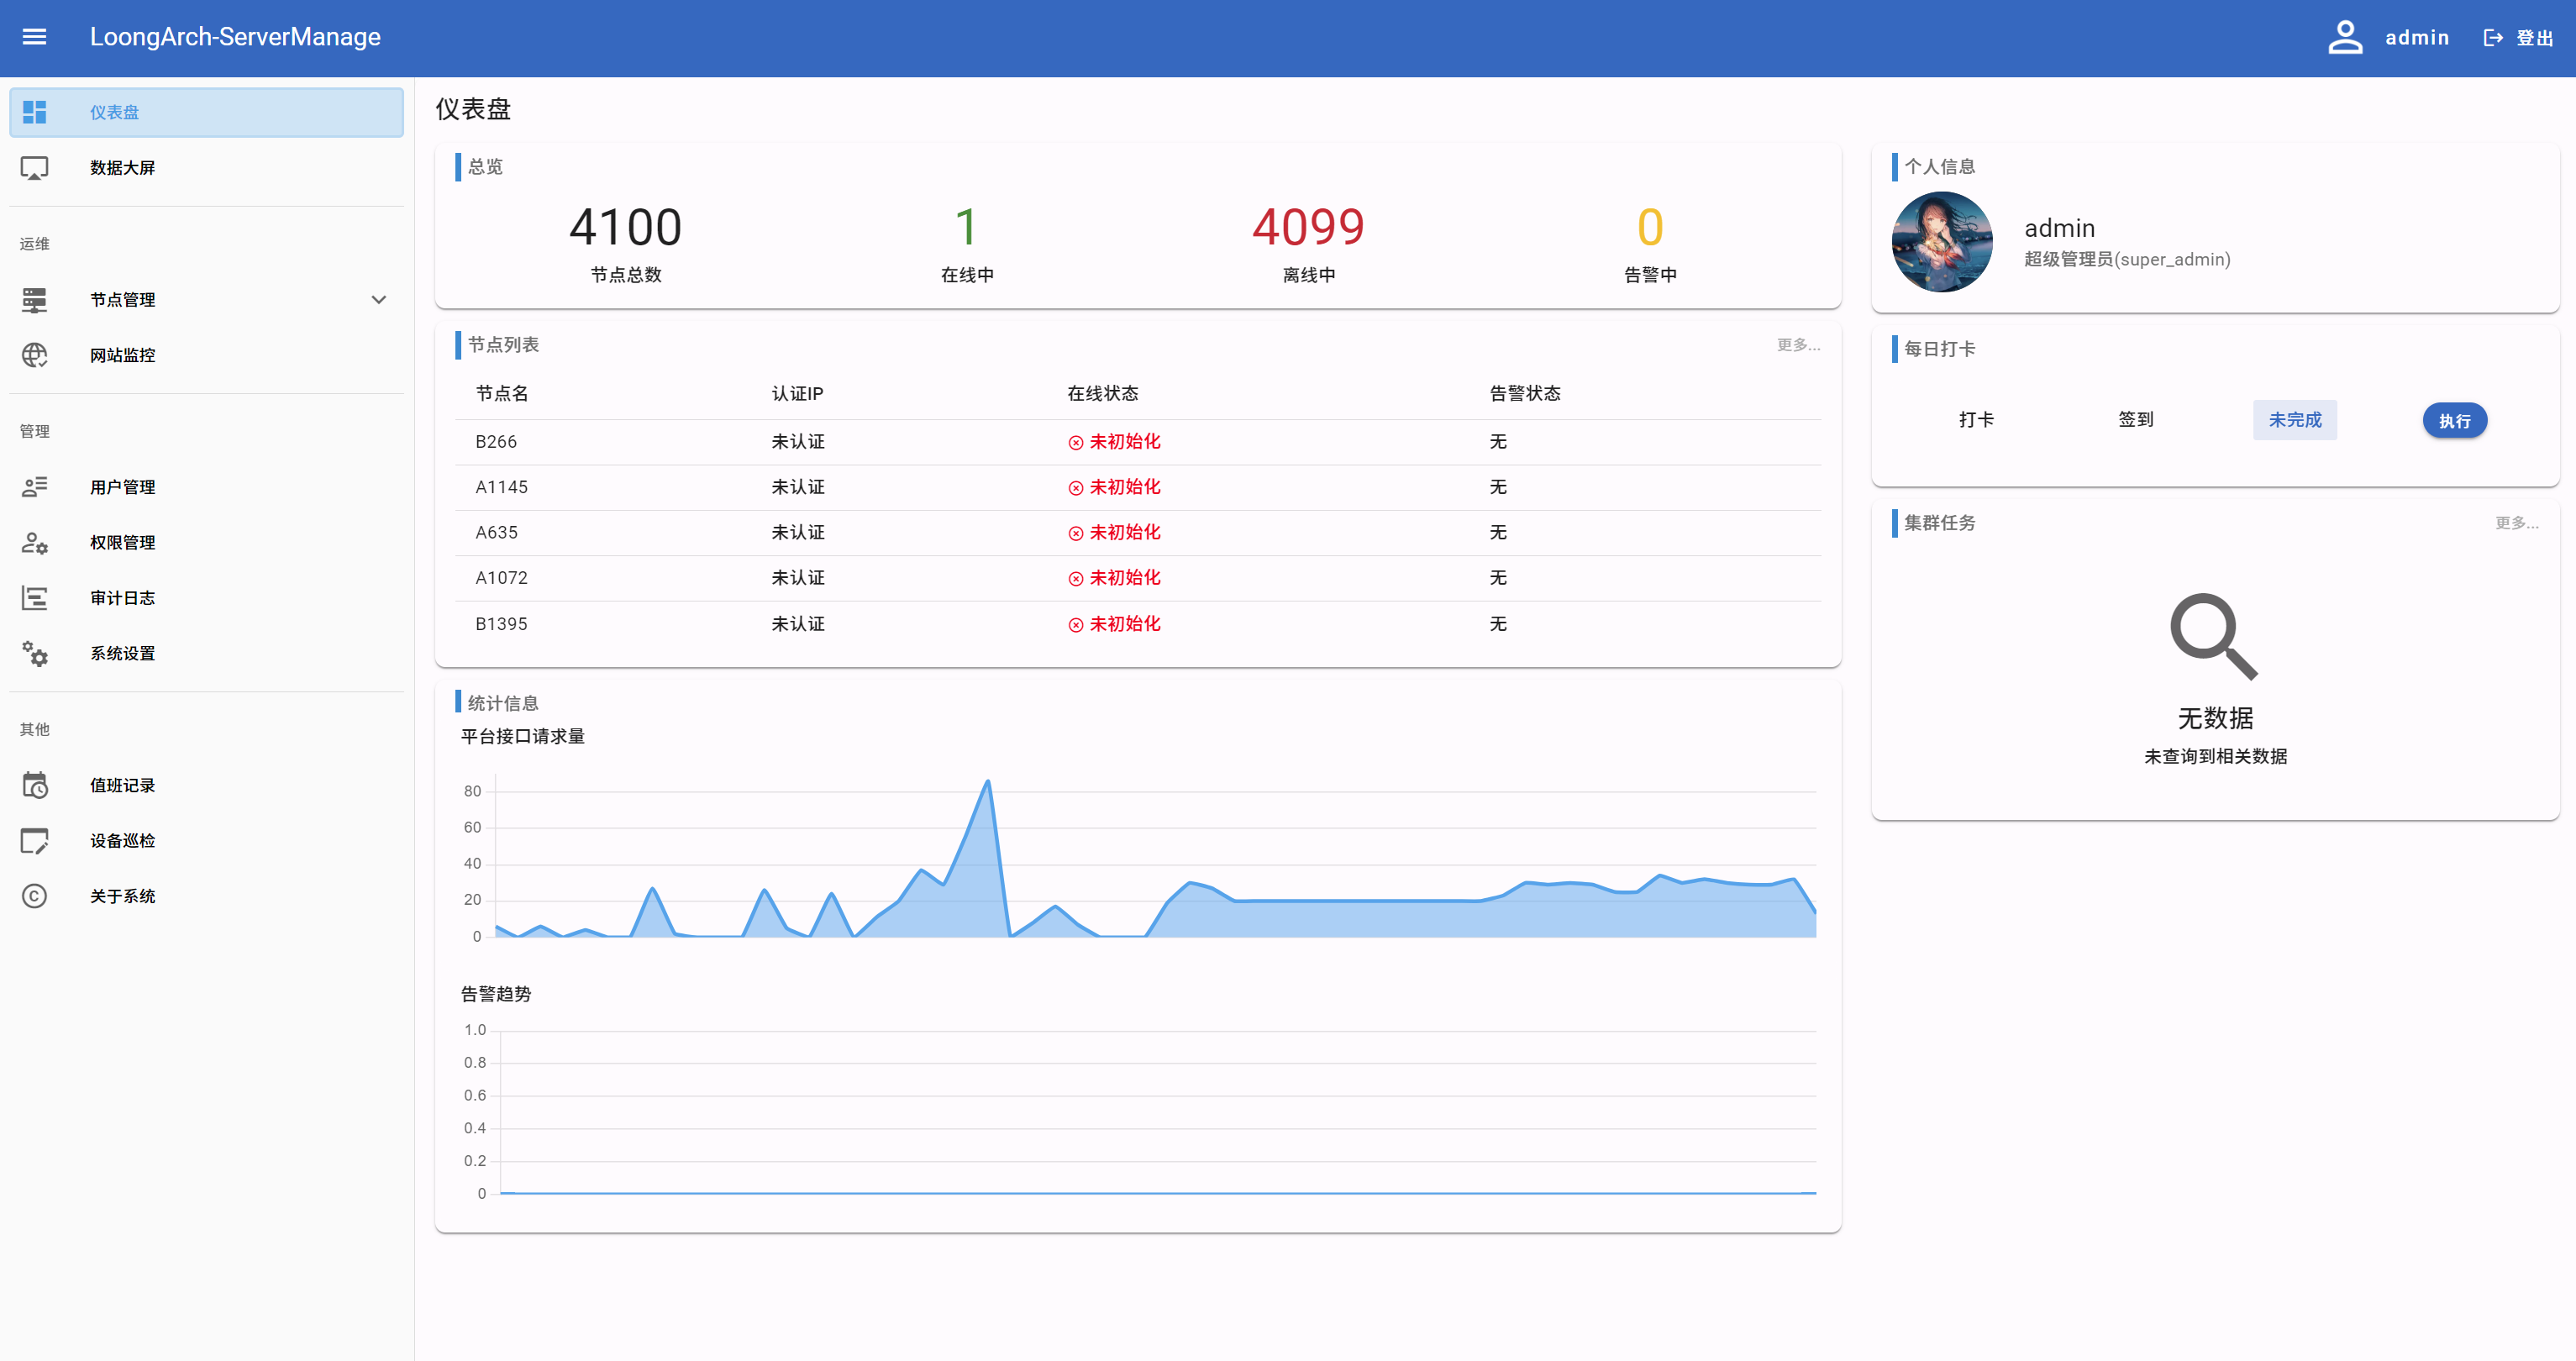 LoongArch-ServerManage
admin 登出
仪表盘
数据大屏
运维
节点管理
网站监控
管理
用户管理
权限管理
审计日志
系统设置
其他
值班记录
设备巡检
关于系统
仪表盘
总览
4100 1 4099 0
节点总数 在线中 离线中 告警中
节点列表 更多...
节点名 认证IP 在线状态 告警状态
B266 未认证 未初始化 无
A1145 未认证 未初始化 无
A635 未认证 未初始化 无
A1072 未认证 未初始化 无
B1395 未认证 未初始化 无
统计信息
平台接口请求量
80
60
40
20
0
告警趋势
1.0
0.8
0.6
0.4
0.2
0
个人信息
admin
超级管理员(super_admin)
每日打卡
打卡 签到 未完成 执行
集群任务 更多...
无数据
未查询到相关数据